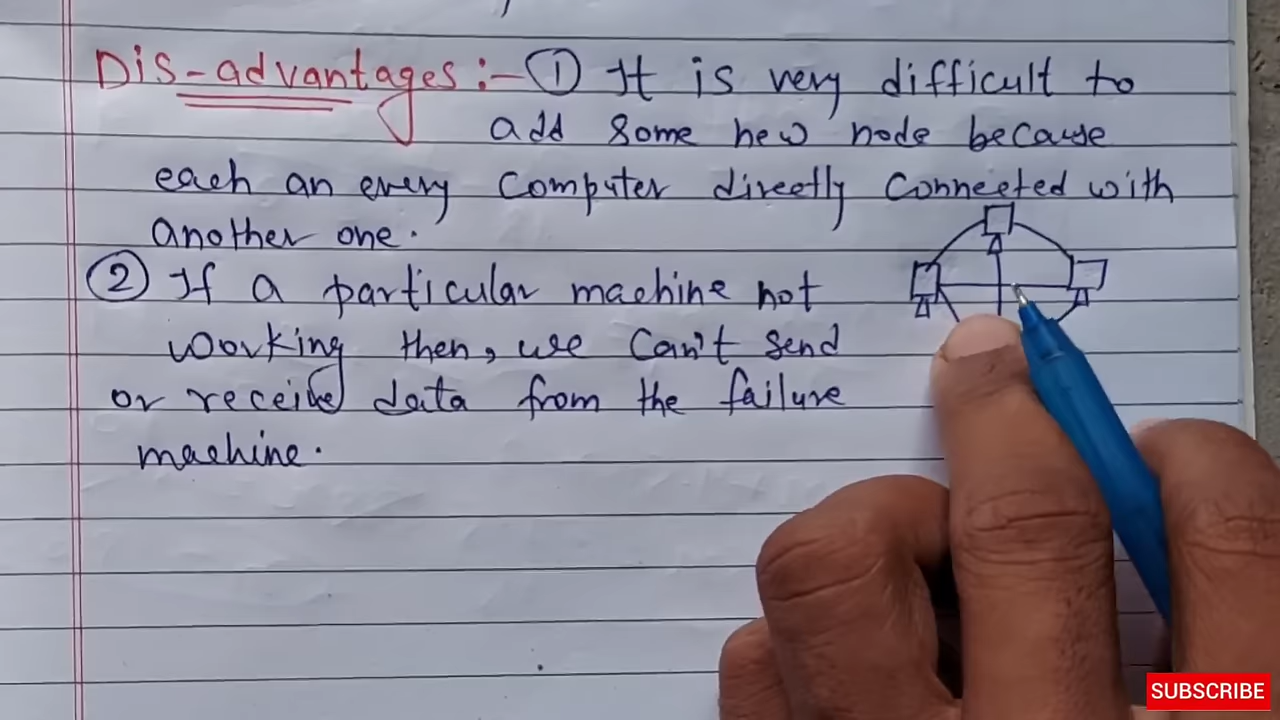 Dis-advantages :- ① It is very difficult to
add some new node because
each an every computer directly connected with
another one.
② If a particular machine not
working then, we can't send
or receive data from the failure
machine.
SUBSCRIBE